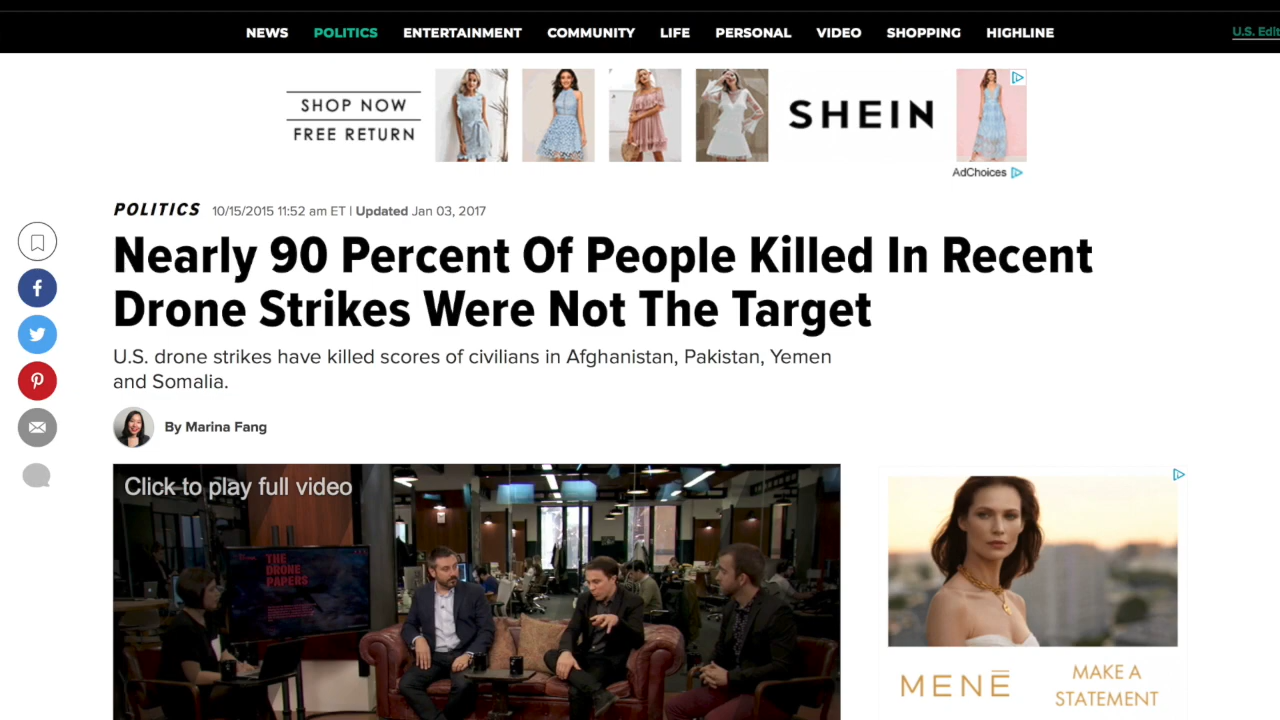 NEWS POLITICS ENTERTAINMENT COMMUNITY LIFE PERSONAL VIDEO SHOPPING HIGHLINE U.S. Edit
SHOP NOW
FREE RETURN
SHEIN
AdChoices
POLITICS 10/15/2015 11:52 am ET | Updated Jan 03, 2017
Nearly 90 Percent Of People Killed In Recent
Drone Strikes Were Not The Target
U.S. drone strikes have killed scores of civilians in Afghanistan, Pakistan, Yemen
and Somalia.
By Marina Fang
Click to play full video
THE
DRONE
PAPERS
MENĒ
MAKE A
STATEMENT